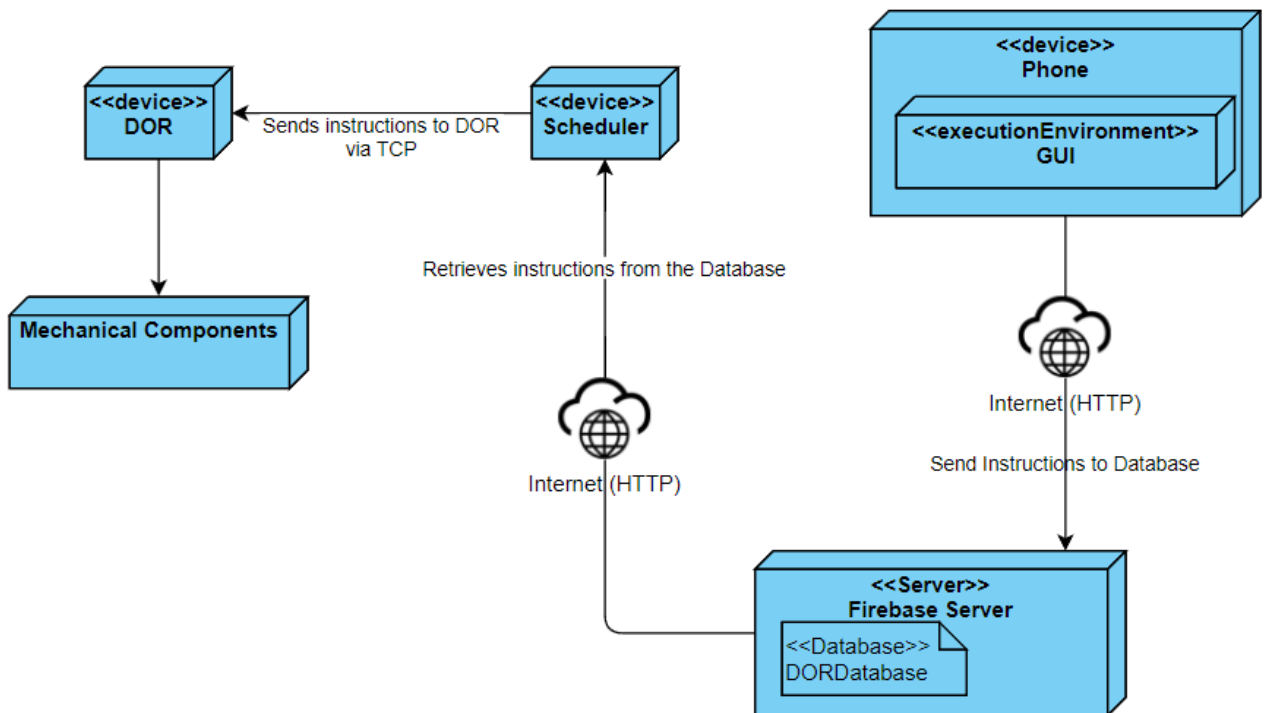 <<device>>
Phone
<<executionEnvironment>>
GUI
<<device>>
DOR
Sends instructions to DOR
via TCP
<<device>>
Scheduler
Retrieves instructions from the Database
Mechanical Components
Internet (HTTP)
Send Instructions to Database
Internet (HTTP)
<<Server>>
Firebase Server
<<Database>>
DORDatabase